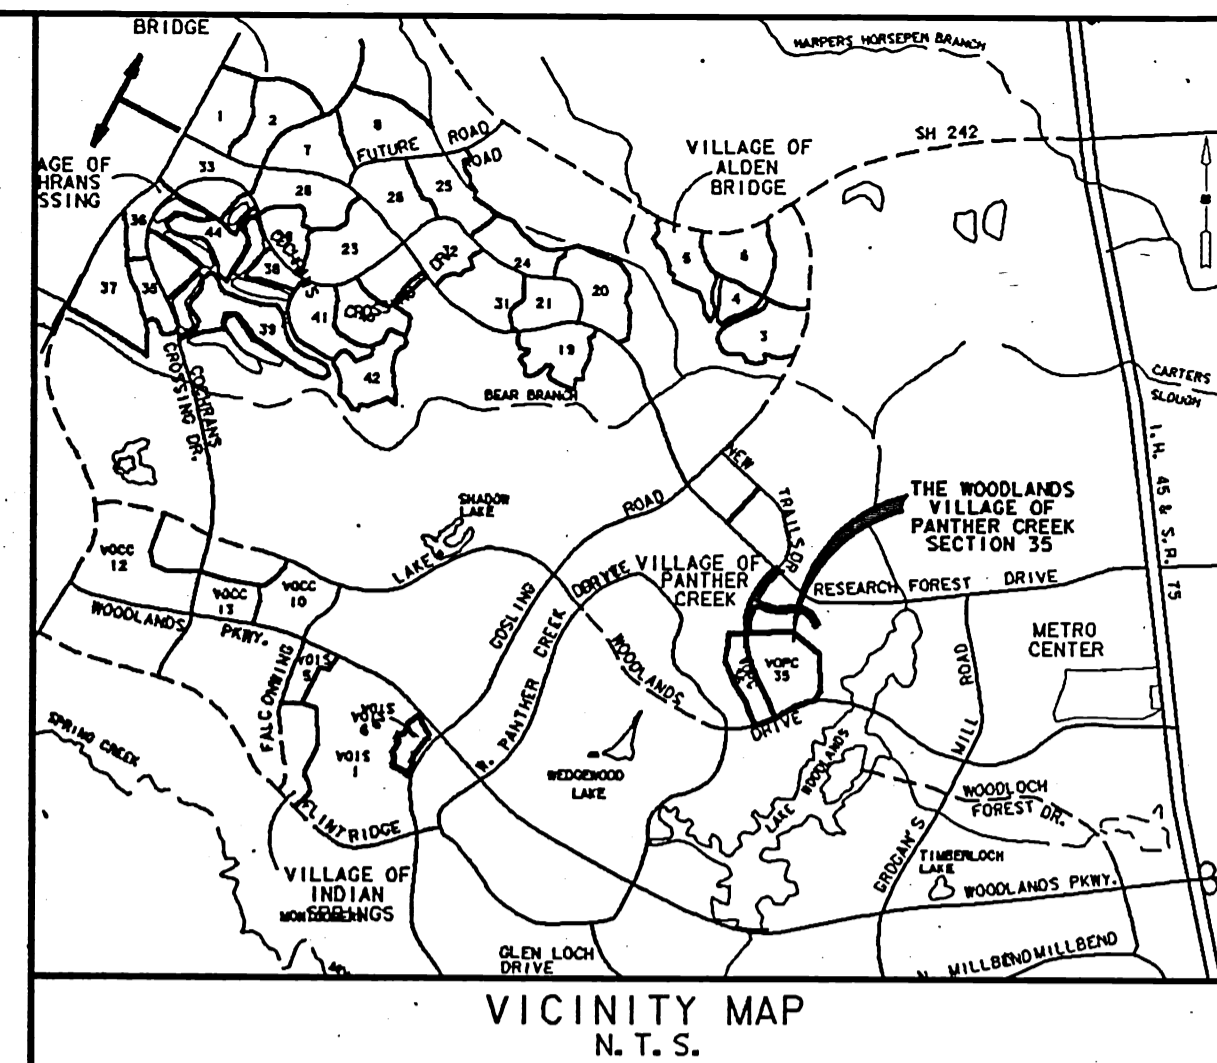 BRIDGE
HARPERS HORSEPEN BRANCH
SH 242
1
2
8
7
FUTURE ROAD
ROAD
VILLAGE OF
ALDEN
BRIDGE
AGE OF
HRANS
SSING
33
28
26
25
36
44
23
32
24
38
5
6
37
35
31
21
20
4
39
41
3
19
42
COCHRANS
CROSSING DR.
BEAR BRANCH
CARTERS
SLOUGH
I.H. 45 & S.R. 75
NEW
TRAILS DR
SHADOW
LAKE
ROAD
THE WOODLANDS
VILLAGE OF
PANTHER CREEK
SECTION 35
VOCC
12
LAKE
VILLAGE OF
PANTHER
CREEK
RESEARCH FOREST DRIVE
VOCC
13
VOCC
10
WOODLANDS PKWY.
GOSLING
WOODLANDS
METRO
CENTER
VOPC
35
FALCONWING
W. PANTHER CREEK
DRIVE
ROAD
SPRING CREEK
VOIS
1
WEDGEWOOD
LAKE
LAKE WOODLANDS
GROGAN'S MILL
WOODLOCH
FOREST DR.
FLINTRIDGE
TIMBERLOCH
LAKE
WOODLANDS PKWY.
VILLAGE OF
INDIAN
SPRINGS
GLEN LOCH
DRIVE
N. MILLBEND
MILLBEND
VICINITY MAP
N. T. S.